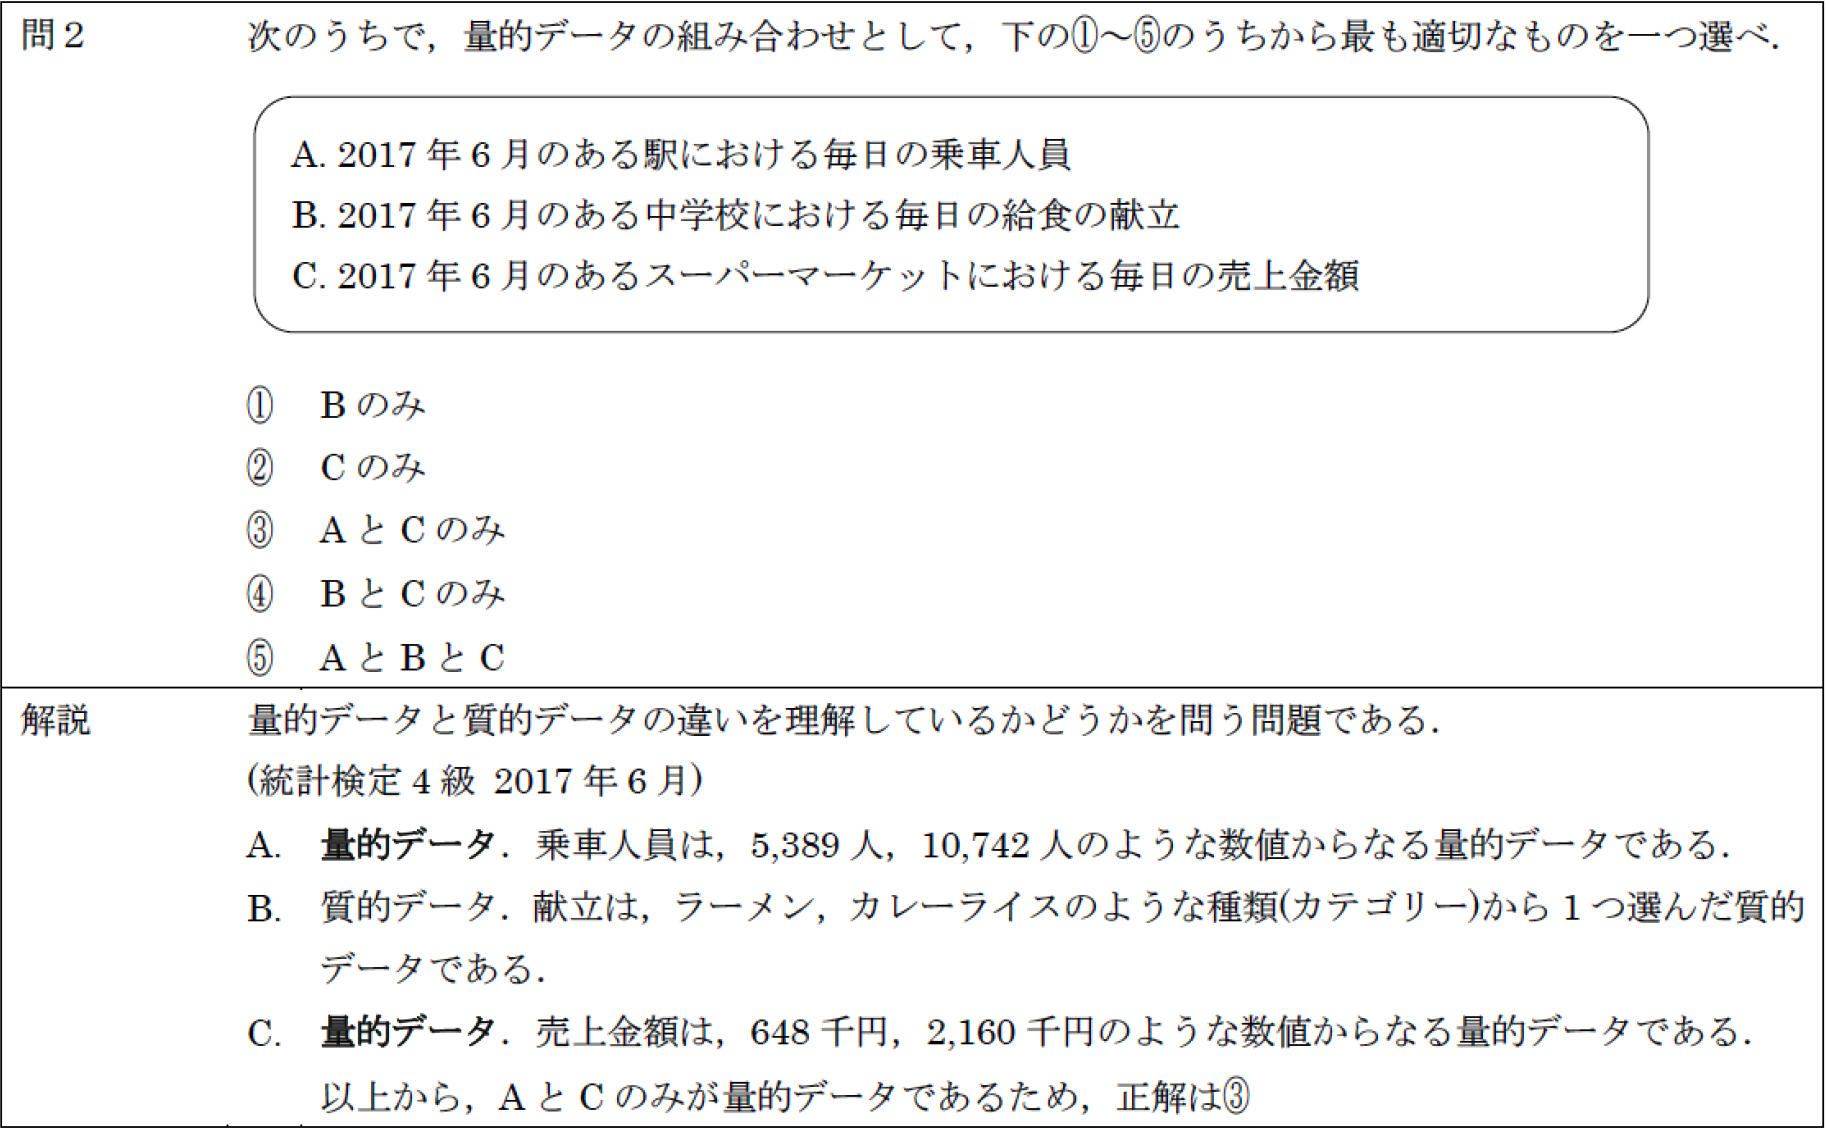 問2 次のうちで，量的データの組み合わせとして，下の①～⑤のうちから最も適切なものを一つ選べ．
A. 2017 年 6 月のある駅における毎日の乗車人員
B. 2017 年 6 月のある中学校における毎日の給食の献立
C. 2017 年 6 月のあるスーパーマーケットにおける毎日の売上金額
① B のみ
② C のみ
③ A と C のみ
④ B と C のみ
⑤ A と B と C
解説 量的データと質的データの違いを理解しているかどうかを問う問題である．
(統計検定 4 級 2017 年 6 月)
A. 量的データ．乗車人員は，5,389 人，10,742 人のような数値からなる量的データである．
B. 質的データ．献立は，ラーメン，カレーライスのような種類(カテゴリー)から 1 つ選んだ質的
データである．
C. 量的データ．売上金額は，648 千円，2,160 千円のような数値からなる量的データである．
以上から，A と C のみが量的データであるため，正解は③